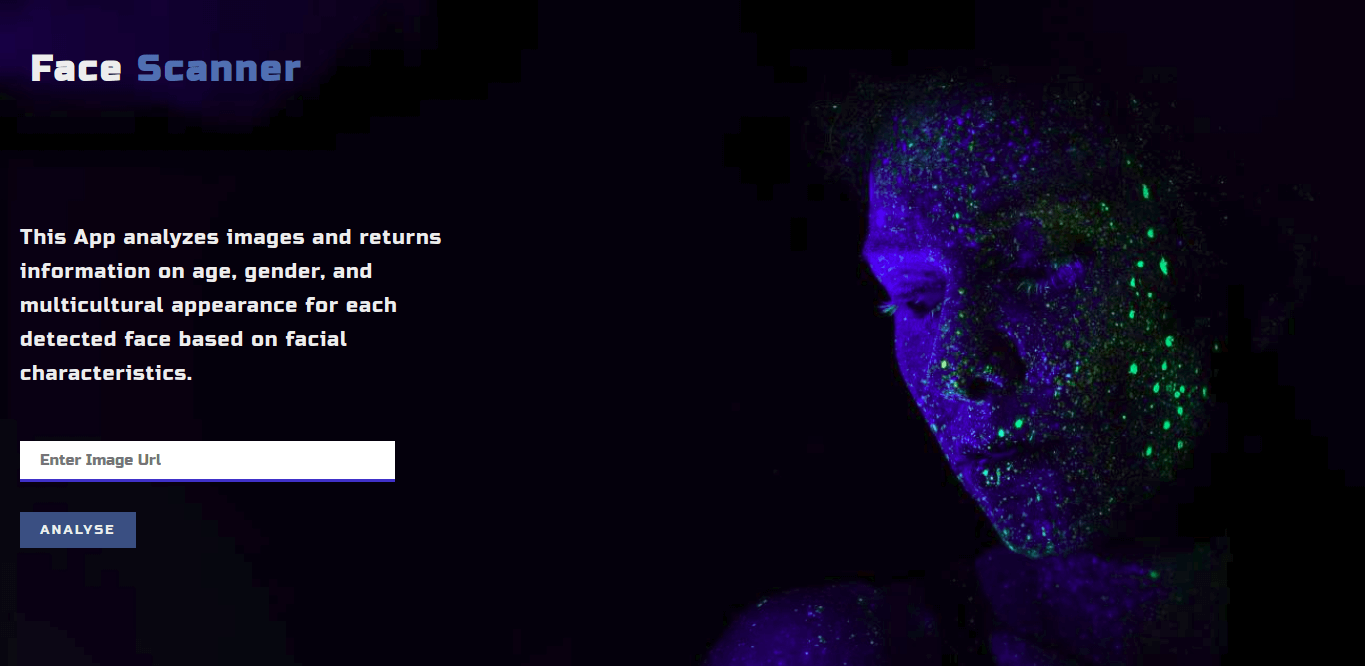 Face Scanner
This App analyzes images and returns
information on age, gender, and
multicultural appearance for each
detected face based on facial
characteristics.
Enter Image Url
ANALYSE